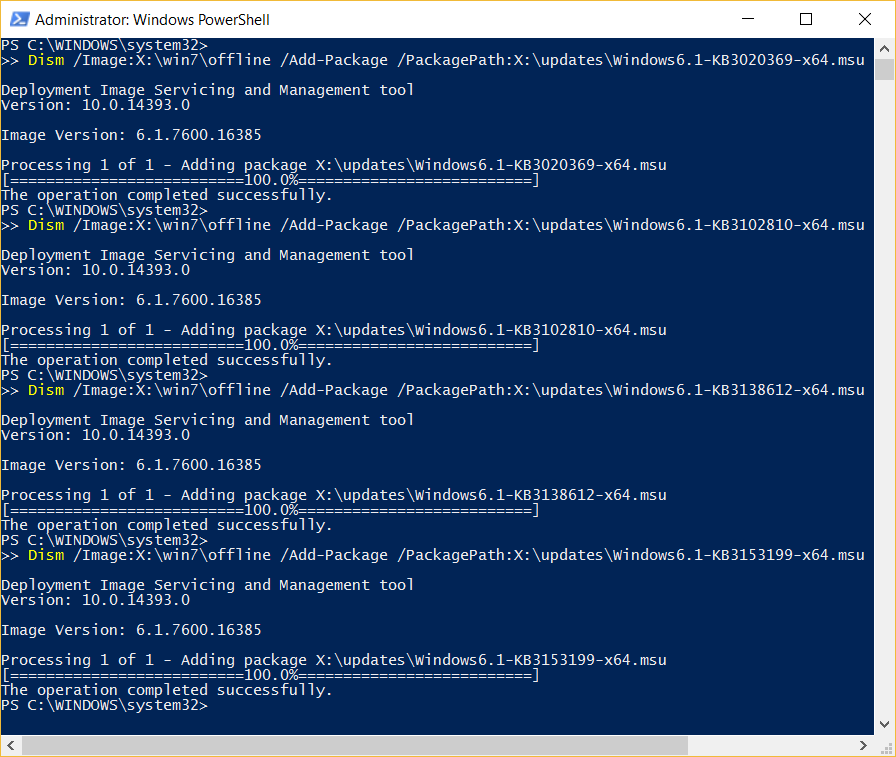 Administrator: Windows PowerShell
PS C:\WINDOWS\system32>
>> Dism /Image:X:\win7\offline /Add-Package /PackagePath:X:\updates\Windows6.1-KB3020369-x64.msu
Deployment Image Servicing and Management tool
Version: 10.0.14393.0
Image Version: 6.1.7600.16385
Processing 1 of 1 - Adding package X:\updates\Windows6.1-KB3020369-x64.msu
[==========================100.0%==========================]
The operation completed successfully.
PS C:\WINDOWS\system32>
>> Dism /Image:X:\win7\offline /Add-Package /PackagePath:X:\updates\Windows6.1-KB3102810-x64.msu
Deployment Image Servicing and Management tool
Version: 10.0.14393.0
Image Version: 6.1.7600.16385
Processing 1 of 1 - Adding package X:\updates\Windows6.1-KB3102810-x64.msu
[==========================100.0%==========================]
The operation completed successfully.
PS C:\WINDOWS\system32>
>> Dism /Image:X:\win7\offline /Add-Package /PackagePath:X:\updates\Windows6.1-KB3138612-x64.msu
Deployment Image Servicing and Management tool
Version: 10.0.14393.0
Image Version: 6.1.7600.16385
Processing 1 of 1 - Adding package X:\updates\Windows6.1-KB3138612-x64.msu
[==========================100.0%==========================]
The operation completed successfully.
PS C:\WINDOWS\system32>
>> Dism /Image:X:\win7\offline /Add-Package /PackagePath:X:\updates\Windows6.1-KB3153199-x64.msu
Deployment Image Servicing and Management tool
Version: 10.0.14393.0
Image Version: 6.1.7600.16385
Processing 1 of 1 - Adding package X:\updates\Windows6.1-KB3153199-x64.msu
[==========================100.0%==========================]
The operation completed successfully.
PS C:\WINDOWS\system32>